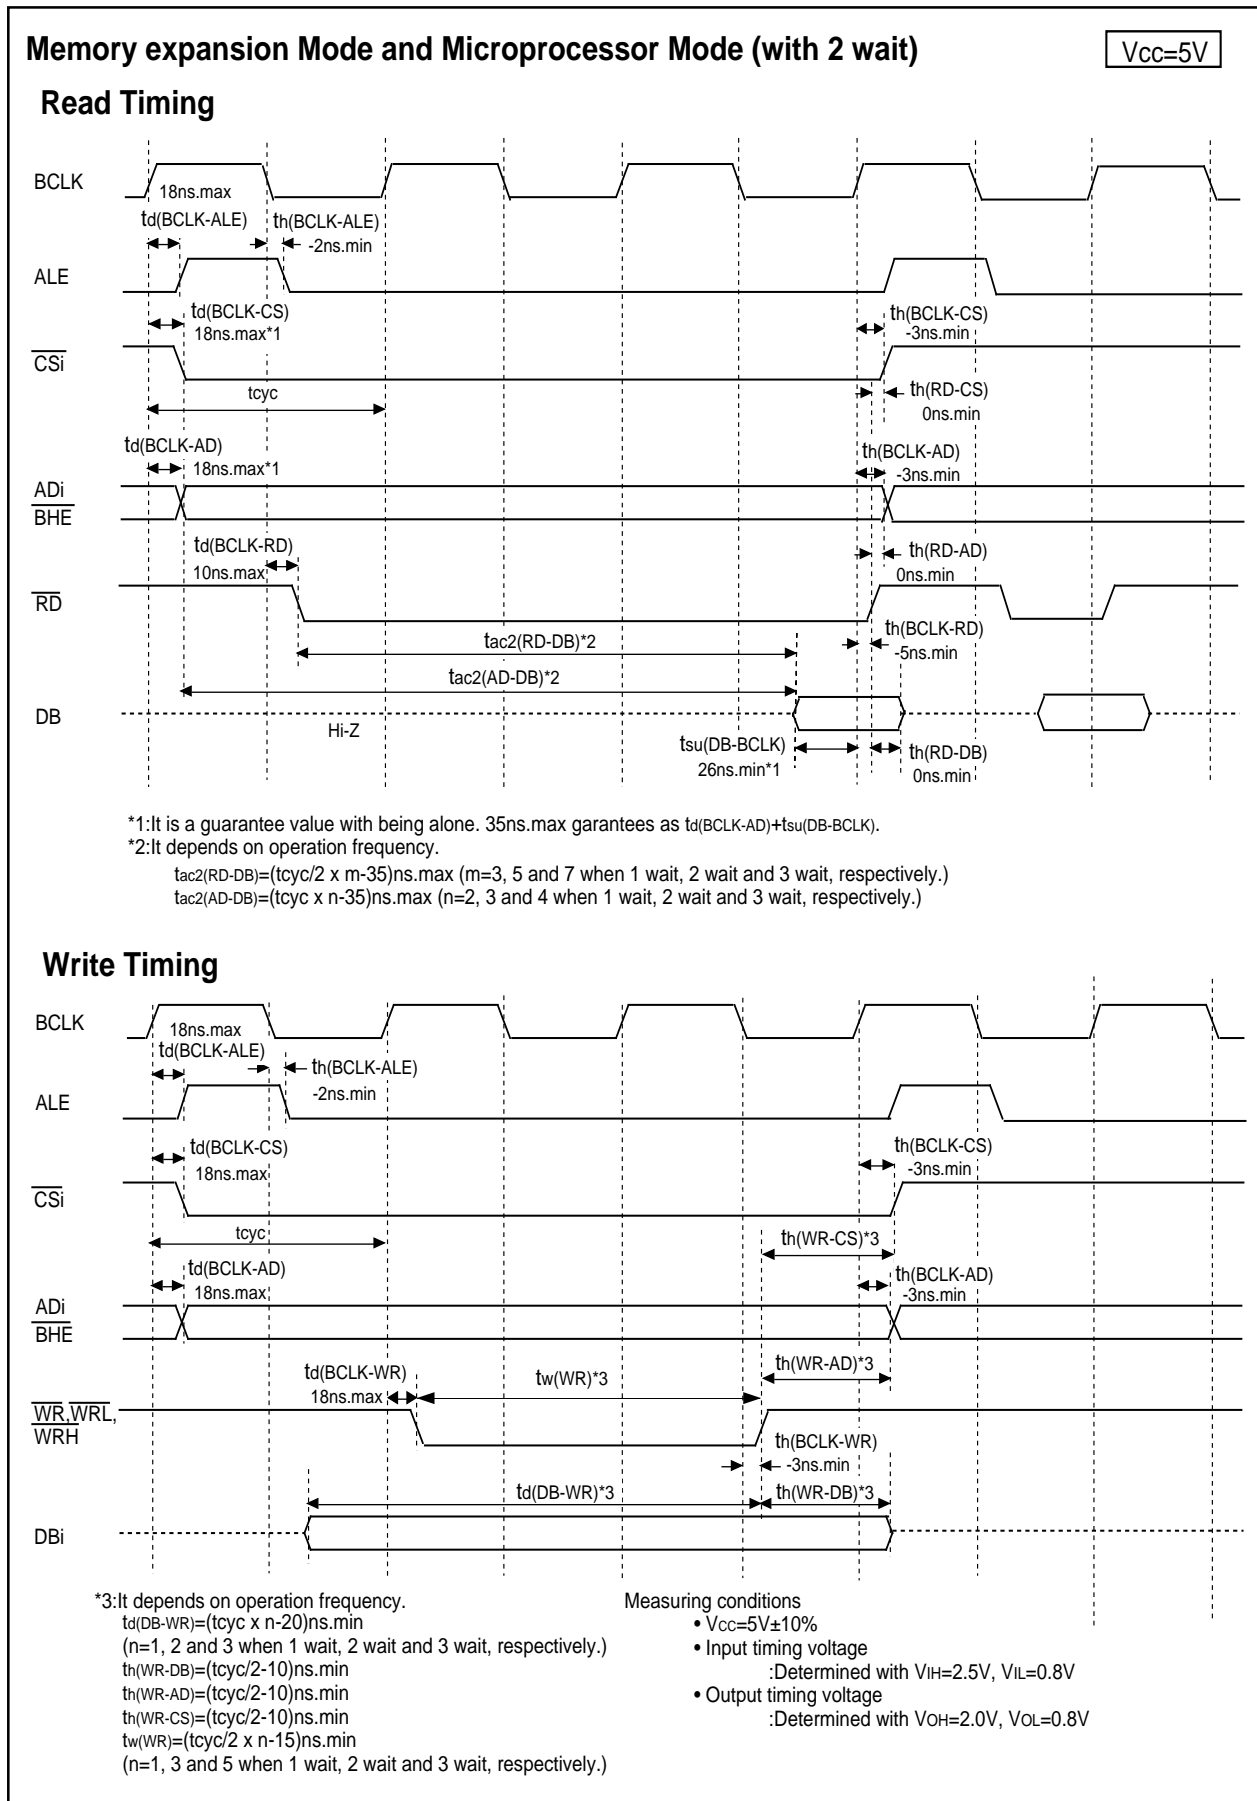 Memory expansion Mode and Microprocessor Mode (with 2 wait)
Vcc=5V
Read Timing
BCLK
18ns.max
td(BCLK-ALE)
th(BCLK-ALE)
-2ns.min
ALE
td(BCLK-CS)
18ns.max*1
th(BCLK-CS)
-3ns.min
CSi
tcyc
th(RD-CS)
0ns.min
td(BCLK-AD)
18ns.max*1
th(BCLK-AD)
-3ns.min
ADi
BHE
td(BCLK-RD)
10ns.max
th(RD-AD)
0ns.min
RD
th(BCLK-RD)
-5ns.min
tac2(RD-DB)*2
tac2(AD-DB)*2
DB
Hi-Z
tsu(DB-BCLK)
26ns.min*1
th(RD-DB)
0ns.min
*1:It is a guarantee value with being alone. 35ns.max garantees as td(BCLK-AD)+tsu(DB-BCLK).
*2:It depends on operation frequency.
tac2(RD-DB)=(tcyc/2 x m-35)ns.max (m=3, 5 and 7 when 1 wait, 2 wait and 3 wait, respectively.)
tac2(AD-DB)=(tcyc x n-35)ns.max (n=2, 3 and 4 when 1 wait, 2 wait and 3 wait, respectively.)
Write Timing
BCLK
18ns.max
td(BCLK-ALE)
th(BCLK-ALE)
-2ns.min
ALE
td(BCLK-CS)
18ns.max
th(BCLK-CS)
-3ns.min
CSi
tcyc
th(WR-CS)*3
td(BCLK-AD)
18ns.max
th(BCLK-AD)
-3ns.min
ADi
BHE
td(BCLK-WR)
18ns.max
tw(WR)*3
th(WR-AD)*3
WR,WRL,
WRH
th(BCLK-WR)
-3ns.min
td(DB-WR)*3
th(WR-DB)*3
DBi
*3:It depends on operation frequency.
td(DB-WR)=(tcyc x n-20)ns.min
(n=1, 2 and 3 when 1 wait, 2 wait and 3 wait, respectively.)
th(WR-DB)=(tcyc/2-10)ns.min
th(WR-AD)=(tcyc/2-10)ns.min
th(WR-CS)=(tcyc/2-10)ns.min
tw(WR)=(tcyc/2 x n-15)ns.min
(n=1, 3 and 5 when 1 wait, 2 wait and 3 wait, respectively.)
Measuring conditions
• VCC=5V±10%
• Input timing voltage
:Determined with VIH=2.5V, VIL=0.8V
• Output timing voltage
:Determined with VOH=2.0V, VOL=0.8V